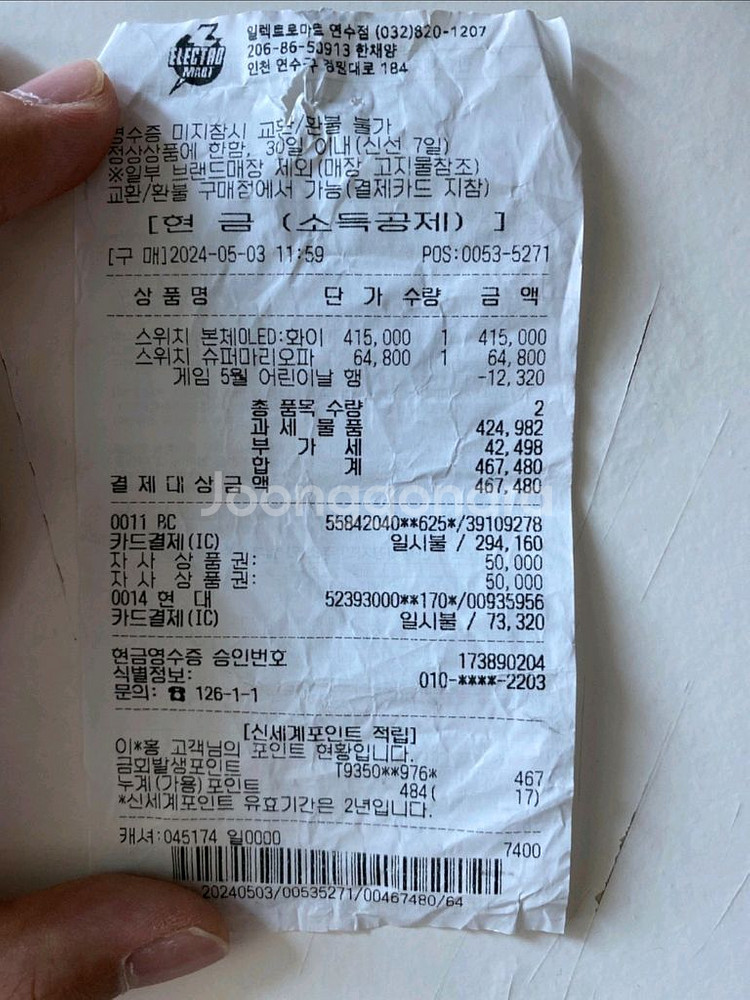 ELECTRO
MART
일렉트로마트 연수점 (032)820-1207
206-86-50913 한채양
인천 연수구 경원대로 184
영수증 미지참시 교환/환불 불가
정상상품에 한함, 30일 이내(신선 7일)
※일부 브랜드매장 제외(매장 고지물참조)
교환/환불 구매점에서 가능(결제카드 지참)
[현 금 (소득공제) ]
[구 매]2024-05-03 11:59 POS:0053-5271
상 품 명 단 가 수량 금 액
스위치 본체OLED:화이 415,000 1 415,000
스위치 슈퍼마리오파 64,800 1 64,800
게임 5월 어린이날 행 -12,320
총 품목 수량 2
과 세 물 품 424,982
부 가 세 42,498
합 계 467,480
결 제 대 상 금 액 467,480
Joonggonara
0011 BC 55842040**625*/39109278
카드결제(IC) 일시불 / 294,160
자 사 상 품 권: 50,000
자 사 상 품 권: 50,000
0014 현 대 52393000**170*/00935956
카드결제(IC) 일시불 / 73,320
현금영수증 승인번호 173890204
식별정보: 010-****-2203
문의: ☎ 126-1-1
[신세계포인트 적립]
이*홍 고객님의 포인트 현황입니다.
금회발생포인트 T9350**976* 467
누계(가용)포인트 484( 17)
*신세계포인트 유효기간은 2년입니다.
캐셔:045174 일0000 7400
20240503/00535271/00467480/64